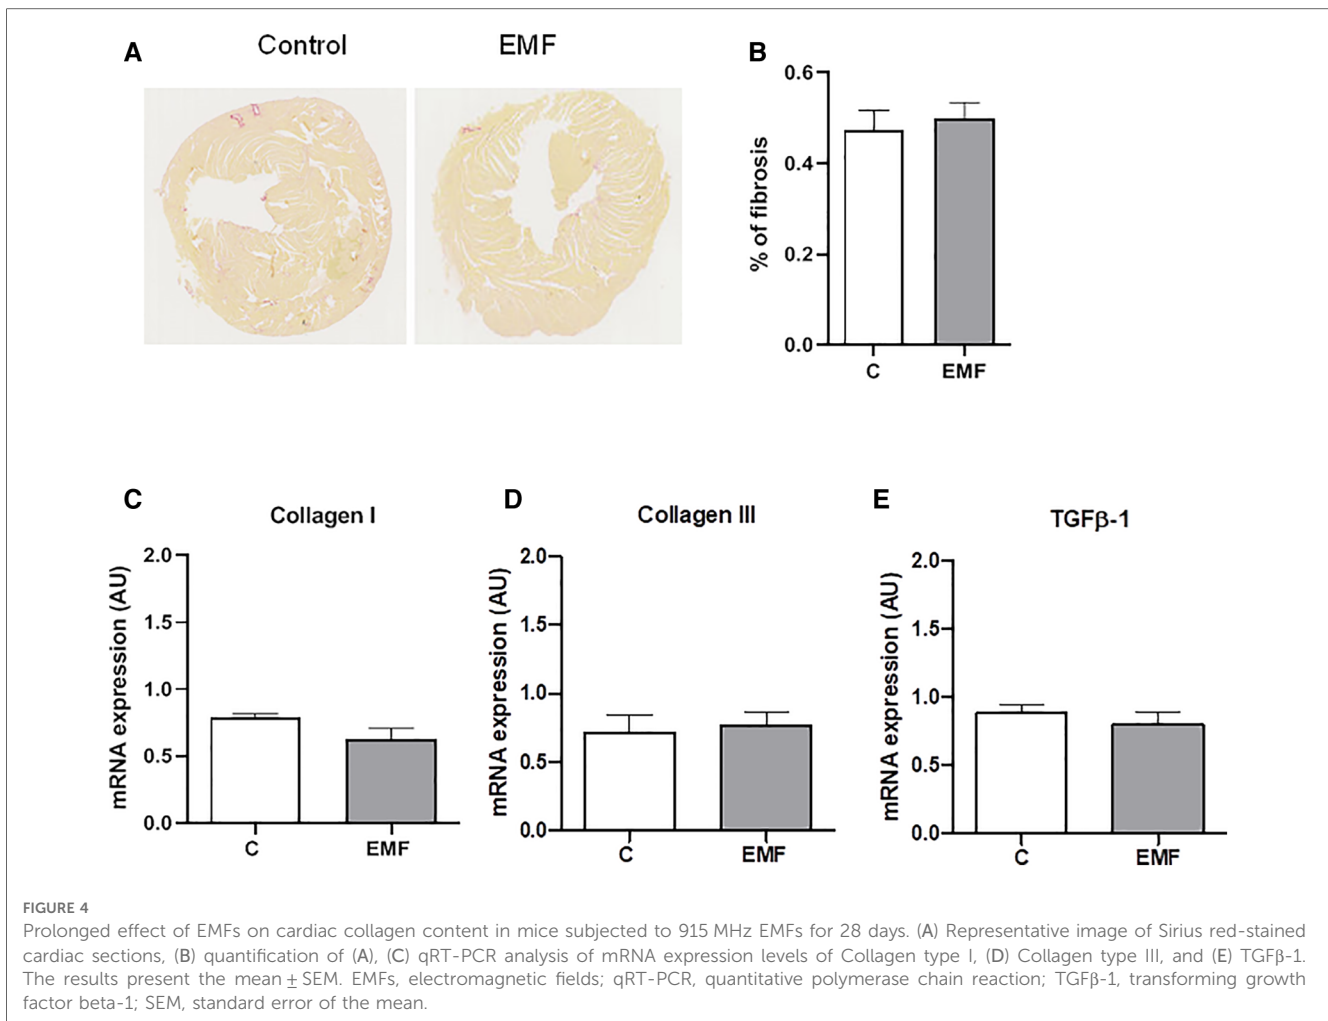 A
Control
EMF
B
0.6
0.4
0.2
0.0
% of fibrosis
C
EMF
C
Collagen I
2.0
1.5
1.0
0.5
0.0
mRNA expression (AU)
C
EMF
D
Collagen III
2.0
1.5
1.0
0.5
0.0
mRNA expression (AU)
C
EMF
E
TGFβ-1
2.0
1.5
1.0
0.5
0.0
mRNA expression (AU)
C
EMF
FIGURE 4
Prolonged effect of EMFs on cardiac collagen content in mice subjected to 915 MHz EMFs for 28 days. (A) Representative image of Sirius red-stained
cardiac sections, (B) quantification of (A), (C) qRT-PCR analysis of mRNA expression levels of Collagen type I, (D) Collagen type III, and (E) TGFβ-1.
The results present the mean ± SEM. EMFs, electromagnetic fields; qRT-PCR, quantitative polymerase chain reaction; TGFβ-1, transforming growth
factor beta-1; SEM, standard error of the mean.